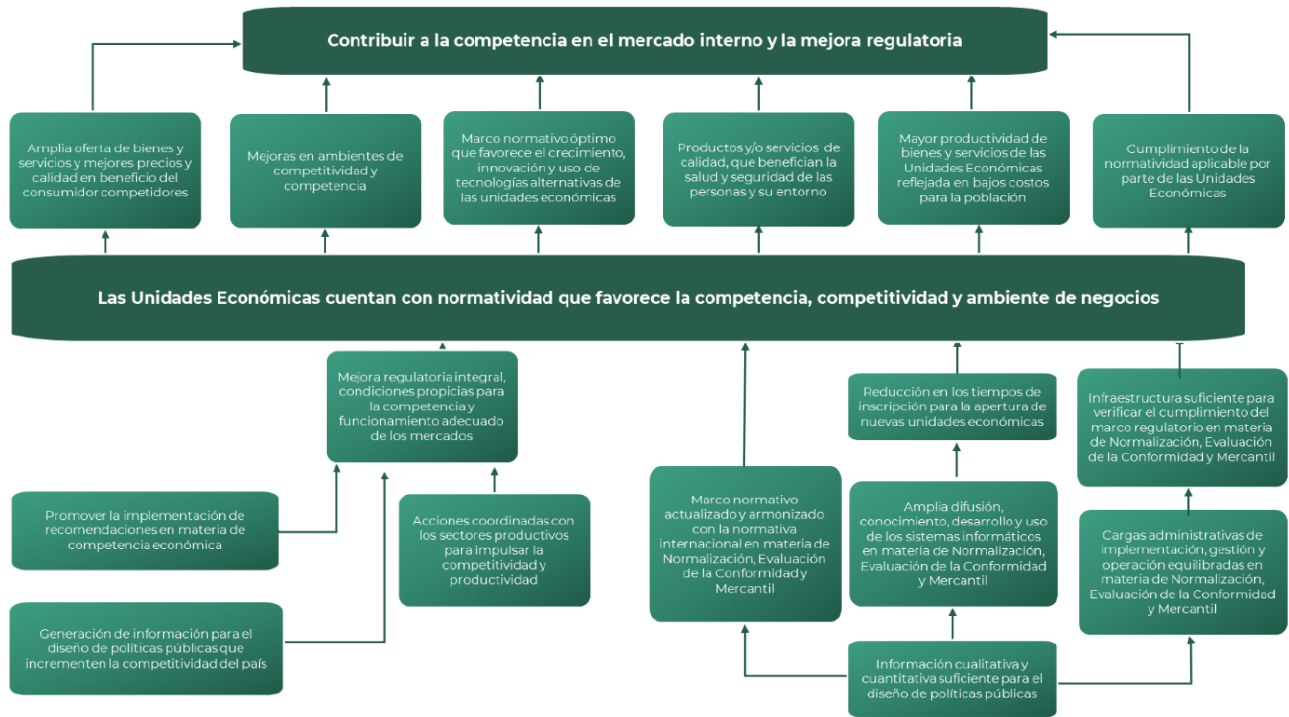 Contribuir a la competencia en el mercado interno y la mejora regulatoria
Amplia oferta de bienes y
servicios y mejores precios y
calidad en beneficio del
consumidor competidores
Mejoras en ambientes de
competitividad y
competencia
Marco normativo óptimo
que favorece el crecimiento,
innovación y uso de
tecnologías alternativas de
las unidades económicas
Productos y/o servicios de
calidad, que benefician la
salud y seguridad de las
personas y su entorno
Mayor productividad de
bienes y servicios de las
Unidades Económicas
reflejada en bajos costos
para la población
Cumplimiento de la
normatividad aplicable por
parte de las Unidades
Económicas
Las Unidades Económicas cuentan con normatividad que favorece la competencia, competitividad y ambiente de negocios
Mejora regulatoria integral,
condiciones propicias para
la competencia y
funcionamiento adecuado
de los mercados
Reducción en los tiempos de
inscripción para la apertura de
nuevas unidades económicas
Infraestructura suficiente para
verificar el cumplimiento del
marco regulatorio en materia
de Normalización, Evaluación
de la Conformidad y Mercantil
Promover la implementación de
recomendaciones en materia de
competencia económica
Acciones coordinadas con
los sectores productivos
para impulsar la
competitividad y
productividad
Marco normativo
actualizado y armonizado
con la normativa
internacional en materia de
Normalización, Evaluación
de la Conformidad y
Mercantil
Amplia difusión,
conocimiento, desarrollo y uso
de los sistemas informáticos
en materia de Normalización,
Evaluación de la Conformidad
y Mercantil
Cargas administrativas de
implementación, gestión y
operación equilibradas en
materia de Normalización,
Evaluación de la Conformidad
y Mercantil
Generación de información para el
diseño de políticas públicas que
incrementen la competitividad del país
Información cualitativa y
cuantitativa suficiente para el
diseño de políticas públicas